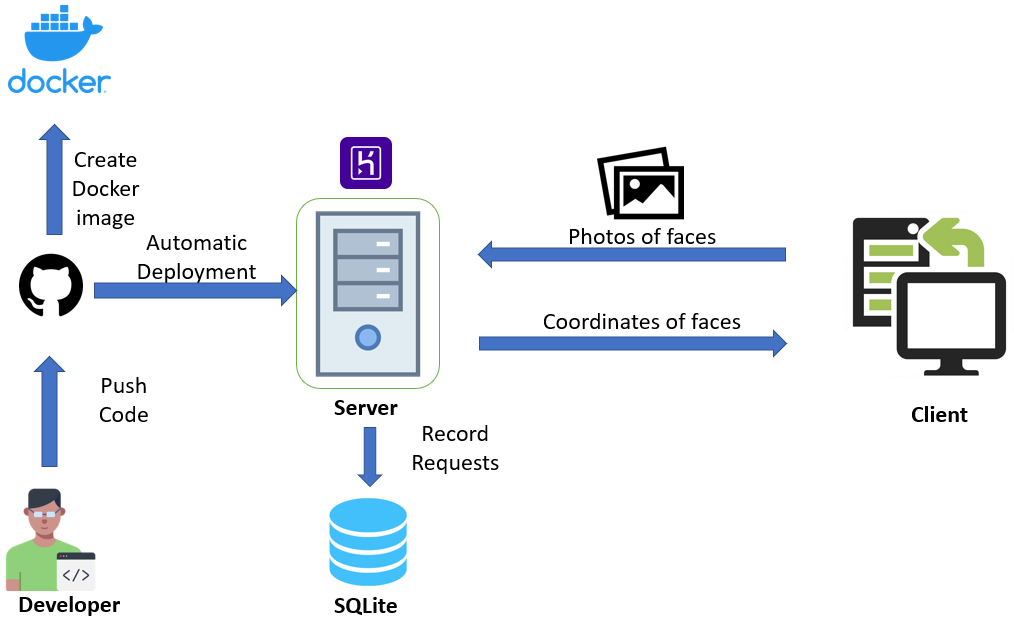 docker
Create
Docker
image
Automatic
Deployment
Photos of faces
Coordinates of faces
Push
Code
Server
Client
Record
Requests
</>
Developer
SQLite